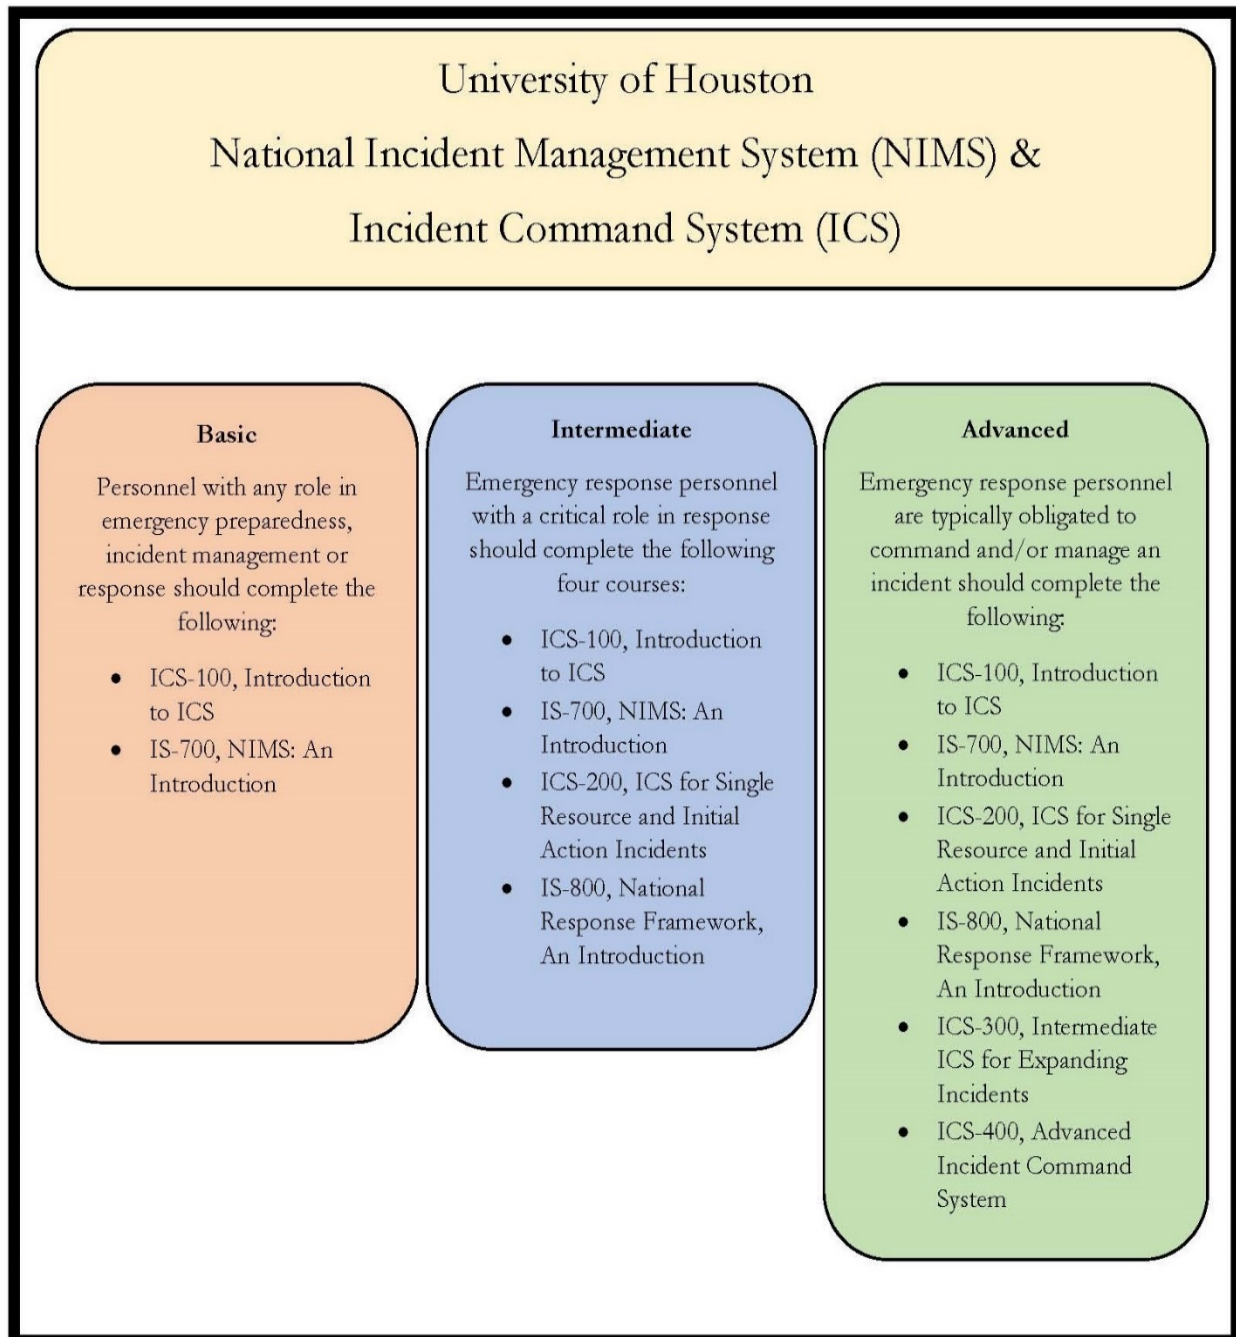 University of Houston
National Incident Management System (NIMS) &
Incident Command System (ICS)
Basic
Personnel with any role in
emergency preparedness,
incident management or
response should complete the
following:
• ICS-100, Introduction
to ICS
• IS-700, NIMS: An
Introduction
Intermediate
Emergency response personnel
with a critical role in response
should complete the following
four courses:
• ICS-100, Introduction
to ICS
• IS-700, NIMS: An
Introduction
• ICS-200, ICS for Single
Resource and Initial
Action Incidents
• IS-800, National
Response Framework,
An Introduction
Advanced
Emergency response personnel
are typically obligated to
command and/or manage an
incident should complete the
following:
• ICS-100, Introduction
to ICS
• IS-700, NIMS: An
Introduction
• ICS-200, ICS for Single
Resource and Initial
Action Incidents
• IS-800, National
Response Framework,
An Introduction
• ICS-300, Intermediate
ICS for Expanding
Incidents
• ICS-400, Advanced
Incident Command
System